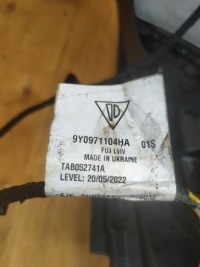 9Y0971104HA 01S
FUJ LVIV
MADE IN UKRAINE
TAB052741A
LEVEL: 20/05/2022